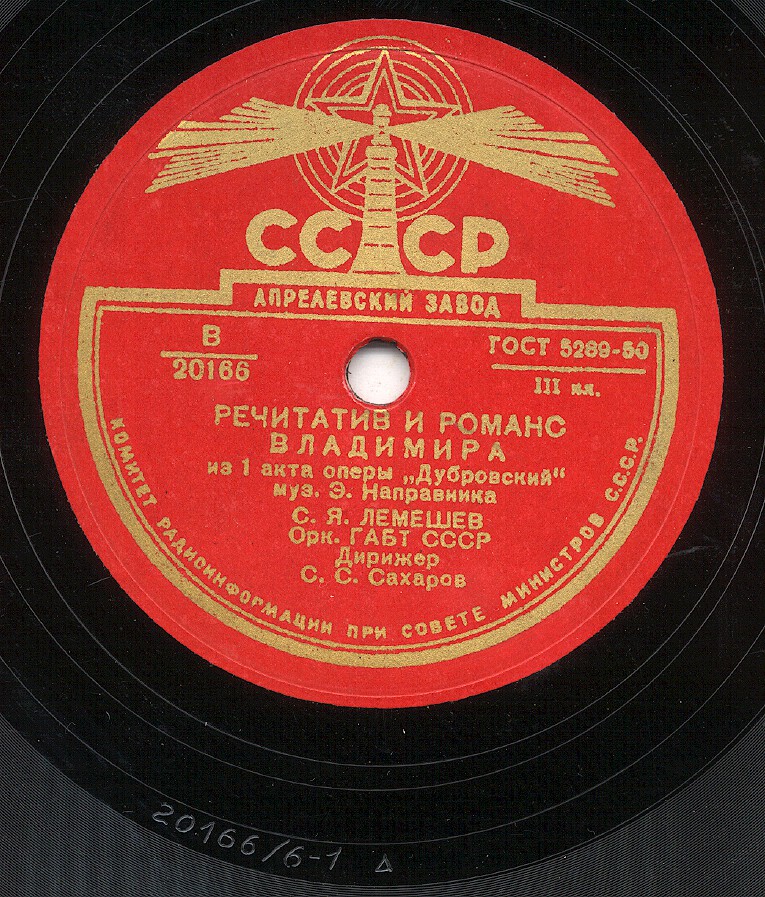 СССР
АПРЕЛЕВСКИЙ ЗАВОД
В
20166
ГОСТ 5289-50
III кл.
РЕЧИТАТИВ И РОМАНС
ВЛАДИМИРА
из 1 акта оперы „Дубровский“
муз. Э. Направника
С. Я. ЛЕМЕШЕВ
Орк. ГАБТ СССР
Дирижер
С. С. Сахаров
КОМИТЕТ РАДИОИНФОРМАЦИИ ПРИ СОВЕТЕ МИНИСТРОВ С.С.С.Р.
20166/6-1 Δ